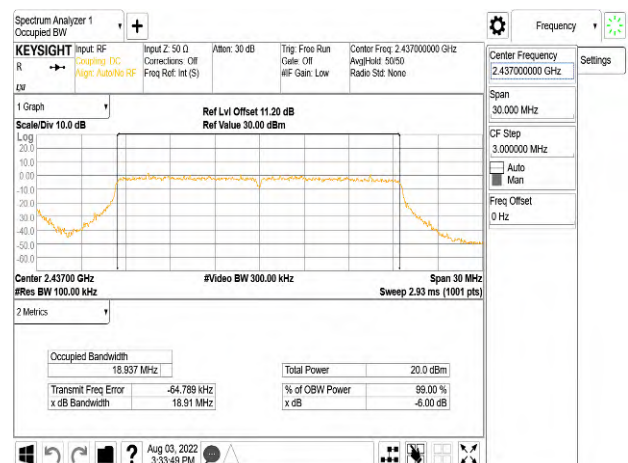 Spectrum Analyzer 1
Occupied BW
Frequency
KEYSIGHT
Input: RF
Coupling: DC
Align: Auto/No RF
Input Z: 50 Ω
Corrections: Off
Freq Ref: Int (S)
Atten: 30 dB
Trig: Free Run
Gate: Off
#IF Gain: Low
Center Freq: 2.437000000 GHz
Avg|Hold: 50/50
Radio Std: None
R
LXI
Center Frequency
2.437000000 GHz
Settings
Span
30.000 MHz
CF Step
3.000000 MHz
Auto
Man
Freq Offset
0 Hz
1 Graph
Scale/Div 10.0 dB
Ref Lvl Offset 11.20 dB
Ref Value 30.00 dBm
Log
20.0
10.0
0.00
-10.0
-20.0
-30.0
-40.0
-50.0
-60.0
Center 2.43700 GHz
#Res BW 100.00 kHz
#Video BW 300.00 kHz
Span 30 MHz
Sweep 2.93 ms (1001 pts)
2 Metrics
Occupied Bandwidth
18.937 MHz
Total Power 20.0 dBm
Transmit Freq Error -64.789 kHz
% of OBW Power 99.00 %
x dB Bandwidth 18.91 MHz
x dB -6.00 dB
?
Aug 03, 2022
3:33:49 PM